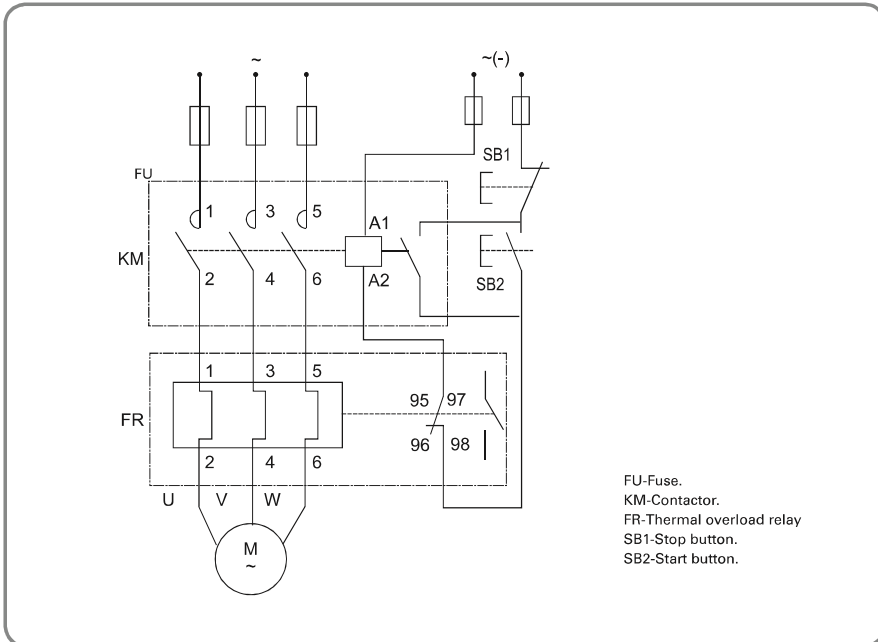 ~ ~(-)
SB1
FU
1 3 5 A1
KM
2 4 6 A2 SB2
1 3 5
95 97
FR
96 98
2 4 6
U V W
M
~
FU-Fuse.
KM-Contactor.
FR-Thermal overload relay
SB1-Stop button.
SB2-Start button.